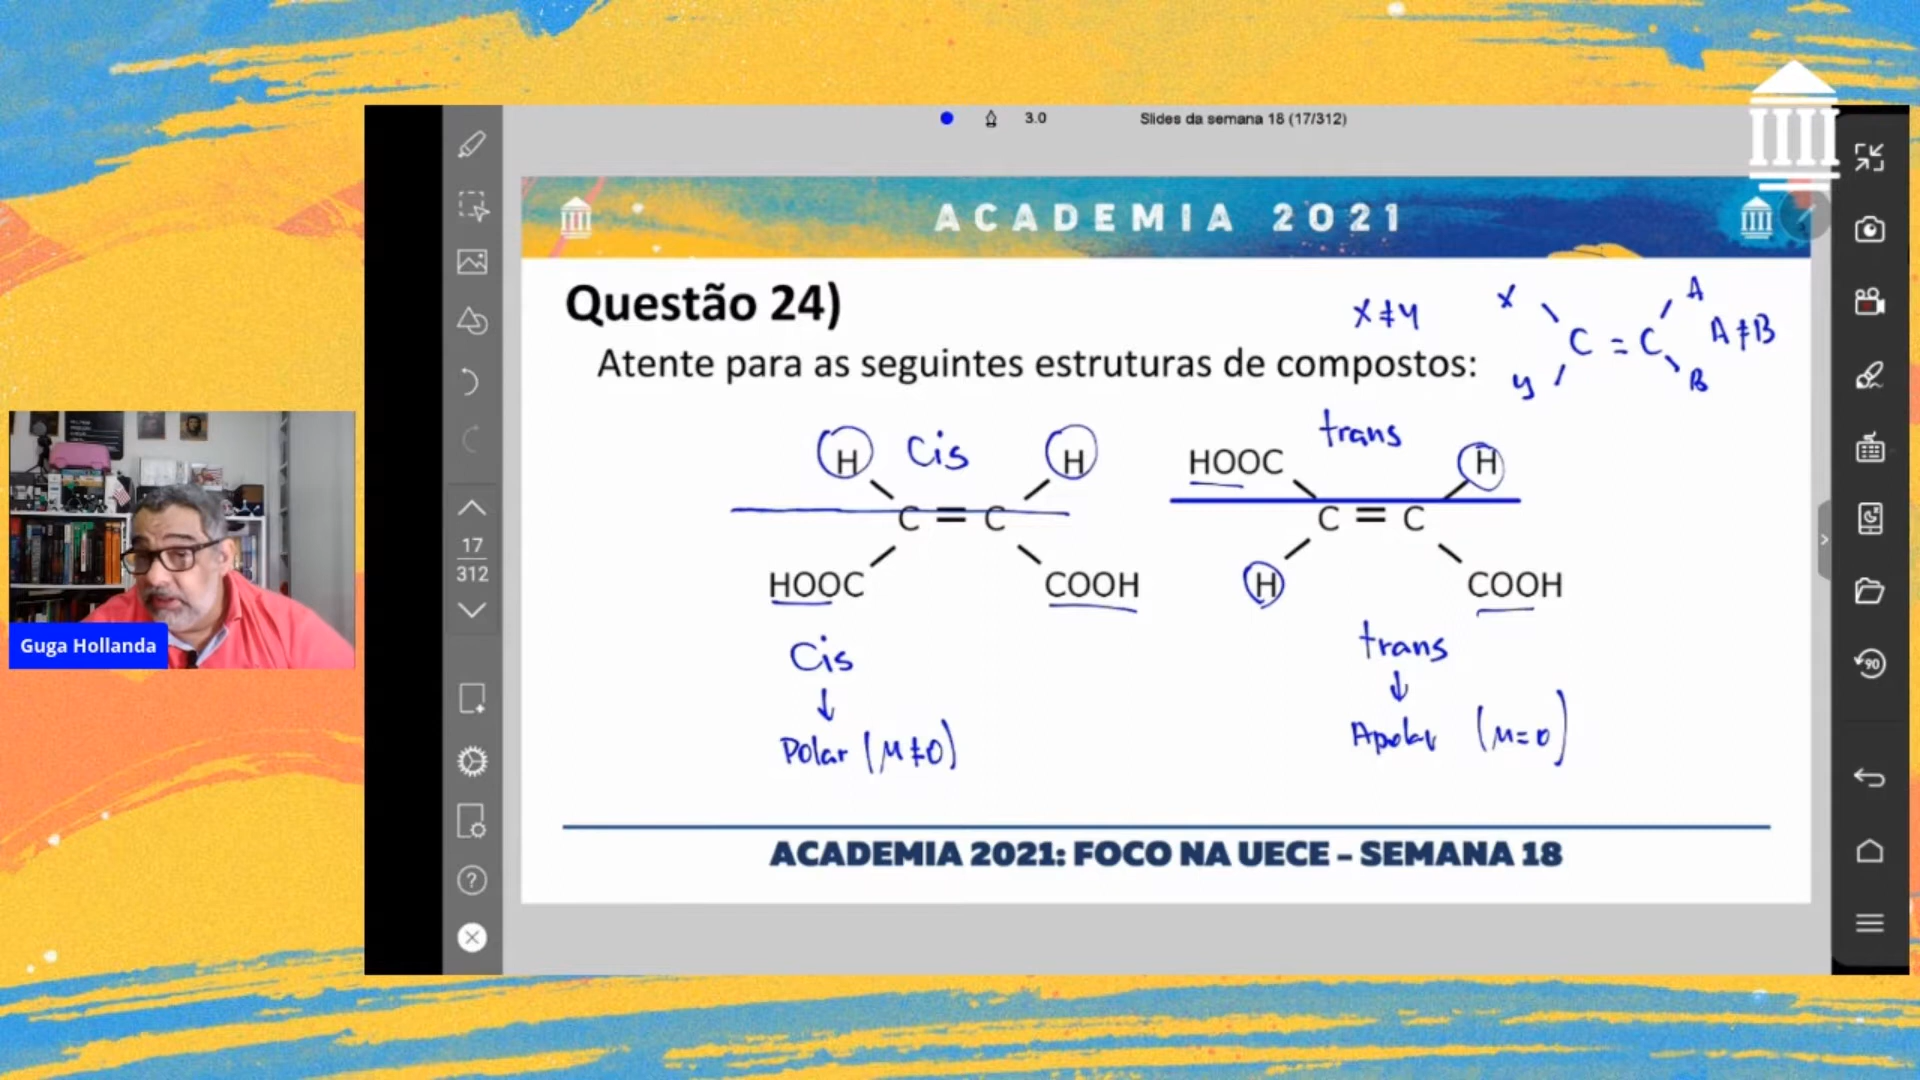 3.0 Slides da semana 18 (17/312)
ACADEMIA 2021
Questão 24)
X ≠ Y
X A
C = C
A ≠ B
Y B
Atente para as seguintes estruturas de compostos:
H Cis H
C = C
HOOC COOH
Cis
↓
Polar (μ ≠ 0)
trans
HOOC H
C = C
H COOH
trans
↓
Apolar (μ = 0)
ACADEMIA 2021: FOCO NA UECE – SEMANA 18
17
312
90
Guga Hollanda